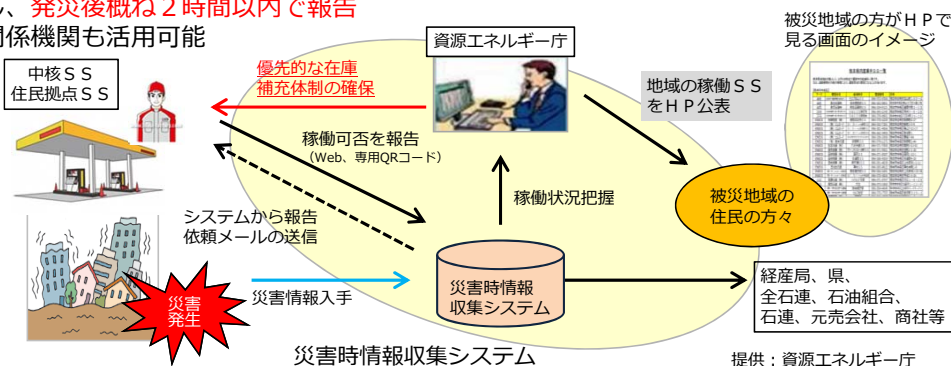 、発災後概ね２時間以内で報告
関係機関も活用可能
被災地域の方がＨＰで
見る画面のイメージ
資源エネルギー庁
中核ＳＳ
住民拠点ＳＳ
優先的な在庫
補充体制の確保
地域の稼働ＳＳ
をＨＰ公表
稼働可否を報告
（Web、専用QRコード）
稼働状況把握
被災地域の
住民の方々
システムから報告
依頼メールの送信
災害
発生
災害情報入手
災害時情報
収集システム
経産局、県、
全石連、石油組合、
石連、元売会社、商社等
災害時情報収集システム
提供：資源エネルギー庁